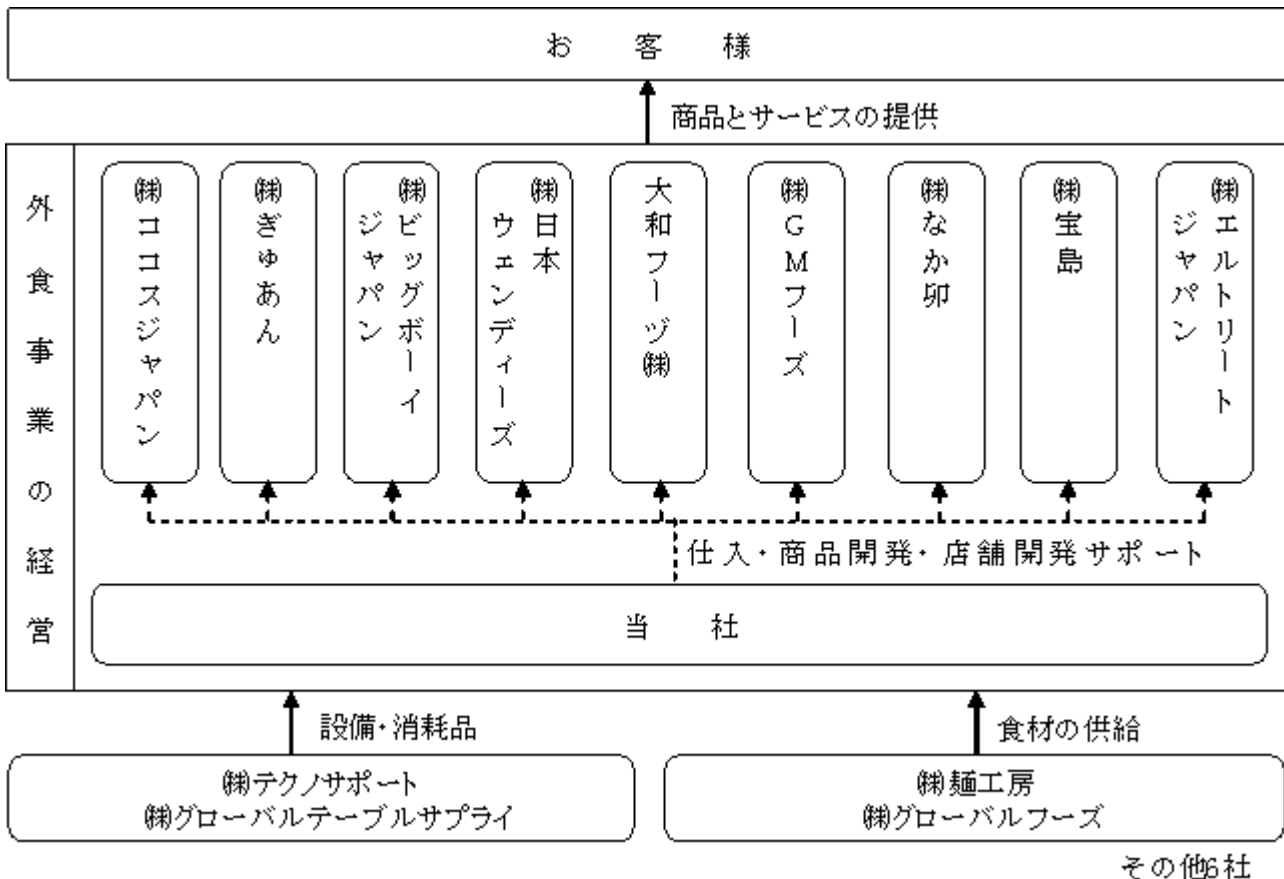 お客様
商品とサービスの提供
外食事業の経営
㈱ココスジャパン
㈱ぎゅあん
㈱ビッグボーイ
ジャパン
㈱日本
ウェンディーズ
大和フーヅ㈱
㈱GMフーズ
㈱なか卯
㈱宝島
㈱エルトリート
ジャパン
仕入・商品開発・店舗開発サポート
当社
設備・消耗品
食材の供給
㈱テクノサポート
㈱グローバルテーブルサプライ
㈱麺工房
㈱グローバルフーズ
その他6社